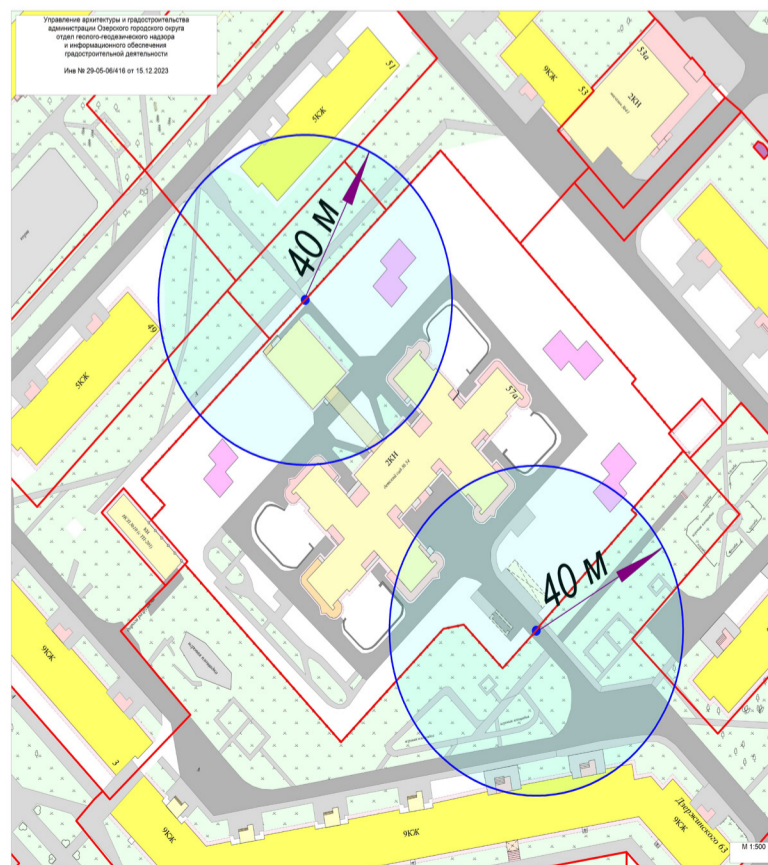 Управление архитектуры и градостроительства
администрации Озерского городского округа
отдел геолого-геодезического надзора
и информационного обеспечения
градостроительной деятельности
Инв № 29-05-06/416 от 15.12.2023
51
5КЖ
9КЖ
53
53а
2КН
40 м
49
5КЖ
57а
2КН
40 м
9КЖ
3
9КЖ
9КЖ
Дзержинского 63
9КЖ
М 1:500